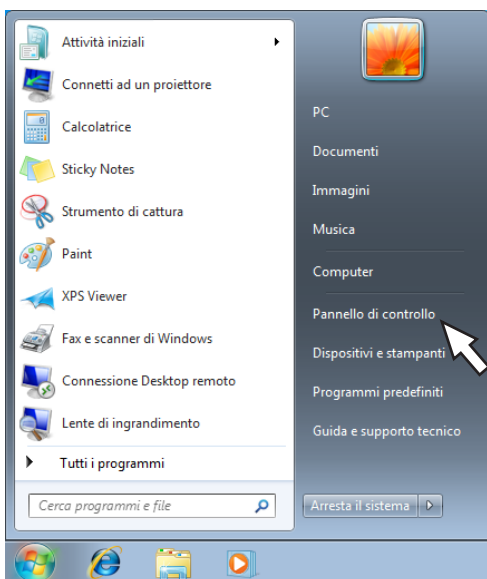 Attività iniziali
Connetti ad un proiettore
Calcolatrice
Sticky Notes
Strumento di cattura
Paint
XPS Viewer
Fax e scanner di Windows
Connessione Desktop remoto
Lente di ingrandimento
Tutti i programmi
Cerca programmi e file
PC
Documenti
Immagini
Musica
Computer
Pannello di controllo
Dispositivi e stampanti
Programmi predefiniti
Guida e supporto tecnico
Arresta il sistema